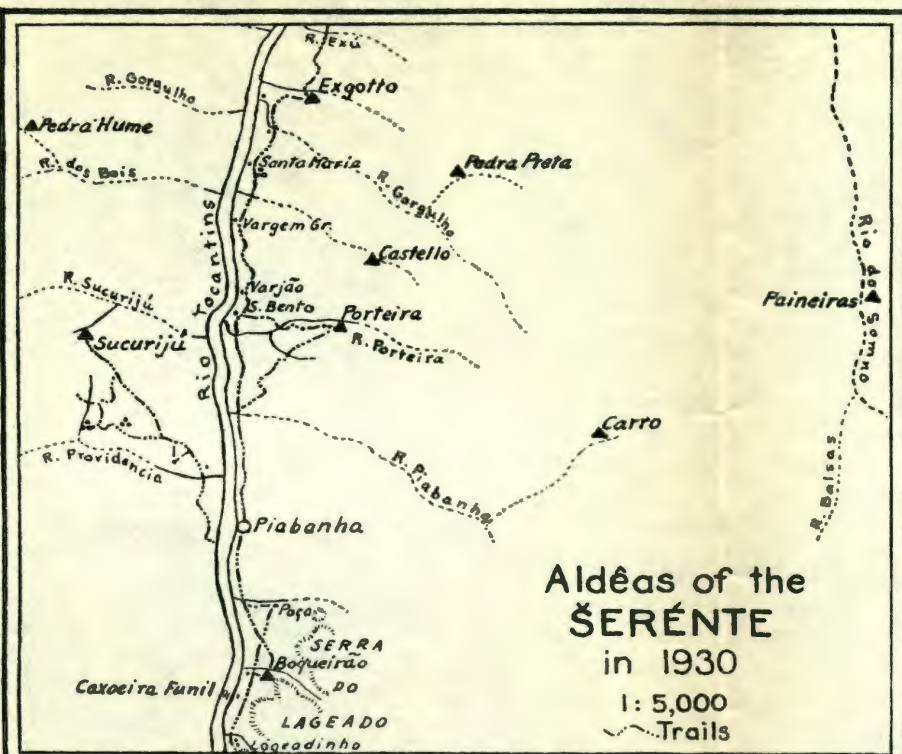 R. Exú
Exgotto
R. Gorgulho
Pedra Hume
Santa Maria
Pedra Preta
R. dos Bois
R. Gorgulho
Rio Tocantins
Vargem Gr.
Castello
Rio dos Somno
R. Sucurijú
Varjão
S. Bento
Porteira
Paineiras
Sucurijú
R. Porteira
Carro
R. Providencia
R. Piabanha
R. Balsas
Piabanha
Aldêas of the
ŠERÉNTE
in 1930
1: 5,000
Trails
Poço
SERRA
DO
LAGEADO
Boqueirão
Caxoeira Funil
Lageadinho